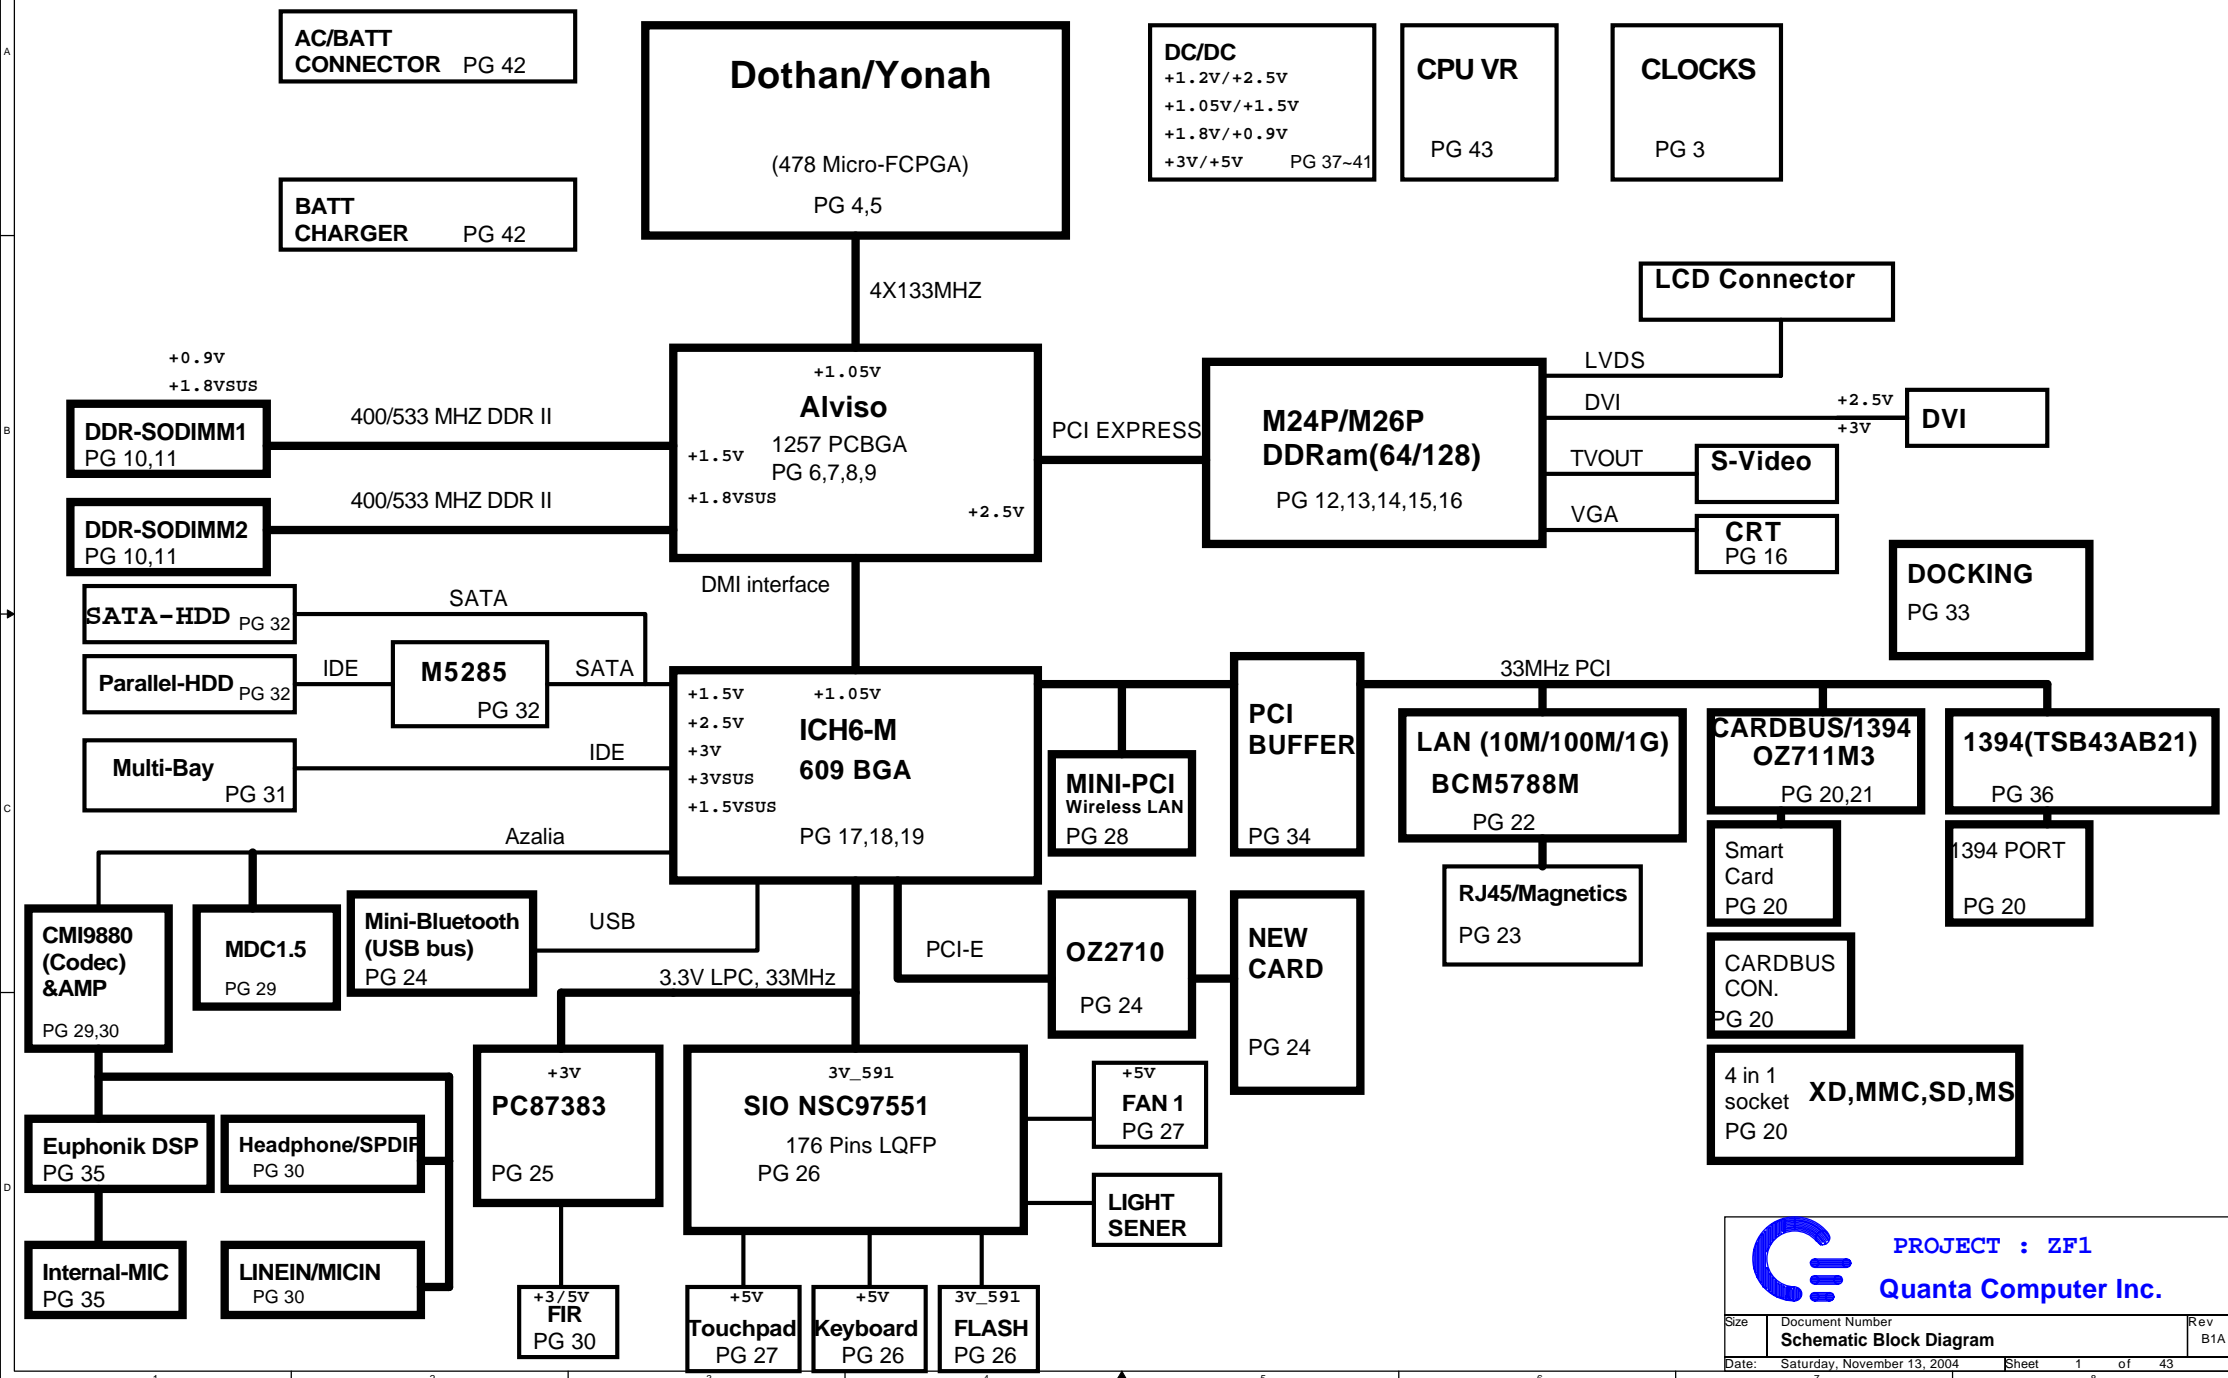 AC/BATT
CONNECTOR PG 42
BATT
CHARGER PG 42
Dothan/Yonah
(478 Micro-FCPGA)
PG 4,5
DC/DC
+1.2V/+2.5V
+1.05V/+1.5V
+1.8V/+0.9V
+3V/+5V PG 37~41
CPU VR
PG 43
CLOCKS
PG 3
4X133MHZ
LCD Connector
+0.9V
+1.8VSUS
DDR-SODIMM1
PG 10,11
400/533 MHZ DDR II
DDR-SODIMM2
PG 10,11
400/533 MHZ DDR II
+1.05V
Alviso
1257 PCBGA
PG 6,7,8,9
+1.5V
+1.8VSUS
+2.5V
PCI EXPRESS
M24P/M26P
DDRam(64/128)
PG 12,13,14,15,16
LVDS
DVI
+2.5V
+3V
DVI
TVOUT
S-Video
VGA
CRT
PG 16
DOCKING
PG 33
DMI interface
SATA-HDD PG 32
SATA
Parallel-HDD PG 32
IDE
M5285
PG 32
SATA
Multi-Bay
PG 31
IDE
+1.5V
+2.5V
+3V
+3VSUS
+1.5VSUS
+1.05V
ICH6-M
609 BGA
PG 17,18,19
Azalia
MINI-PCI
Wireless LAN
PG 28
PCI
BUFFER
PG 34
33MHz PCI
LAN (10M/100M/1G)
BCM5788M
PG 22
CARDBUS/1394
OZ711M3
PG 20,21
1394(TSB43AB21)
PG 36
RJ45/Magnetics
PG 23
Smart
Card
PG 20
1394 PORT
PG 20
CARDBUS
CON.
PG 20
4 in 1
socket
PG 20
XD,MMC,SD,MS
CMI9880
(Codec)
&AMP
PG 29,30
MDC1.5
PG 29
Mini-Bluetooth
(USB bus)
PG 24
USB
3.3V LPC, 33MHz
PCI-E
OZ2710
PG 24
NEW
CARD
PG 24
+3V
PC87383
PG 25
3V_591
SIO NSC97551
176 Pins LQFP
PG 26
+5V
FAN 1
PG 27
LIGHT
SENER
Euphonik DSP
PG 35
Headphone/SPDIF
PG 30
Internal-MIC
PG 35
LINEIN/MICIN
PG 30
+3/5V
FIR
PG 30
+5V
Touchpad
PG 27
+5V
Keyboard
PG 26
3V_591
FLASH
PG 26
PROJECT : ZF1
Quanta Computer Inc.
Size
Document Number
Schematic Block Diagram
Rev
B1A
Date: Saturday, November 13, 2004 Sheet 1 of 43
A
B
C
D
1 2 3 4 5 6 7 8